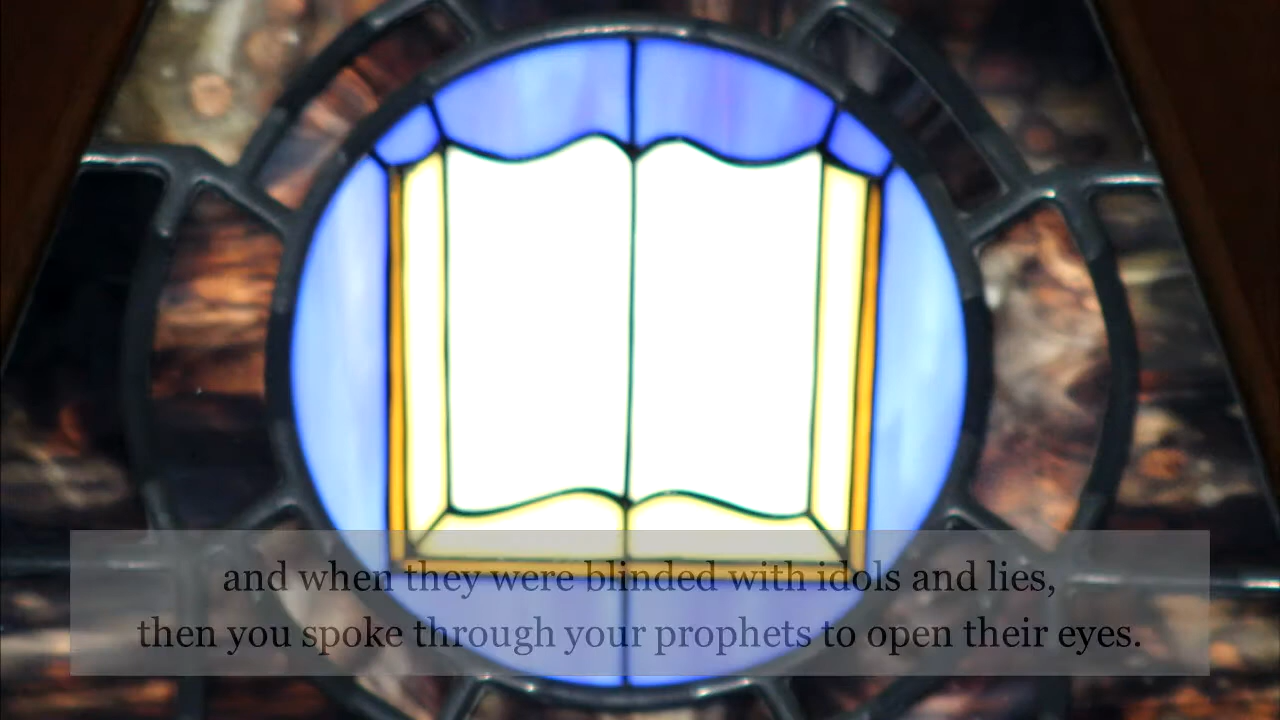 and when they were blinded with idols and lies,
then you spoke through your prophets to open their eyes.